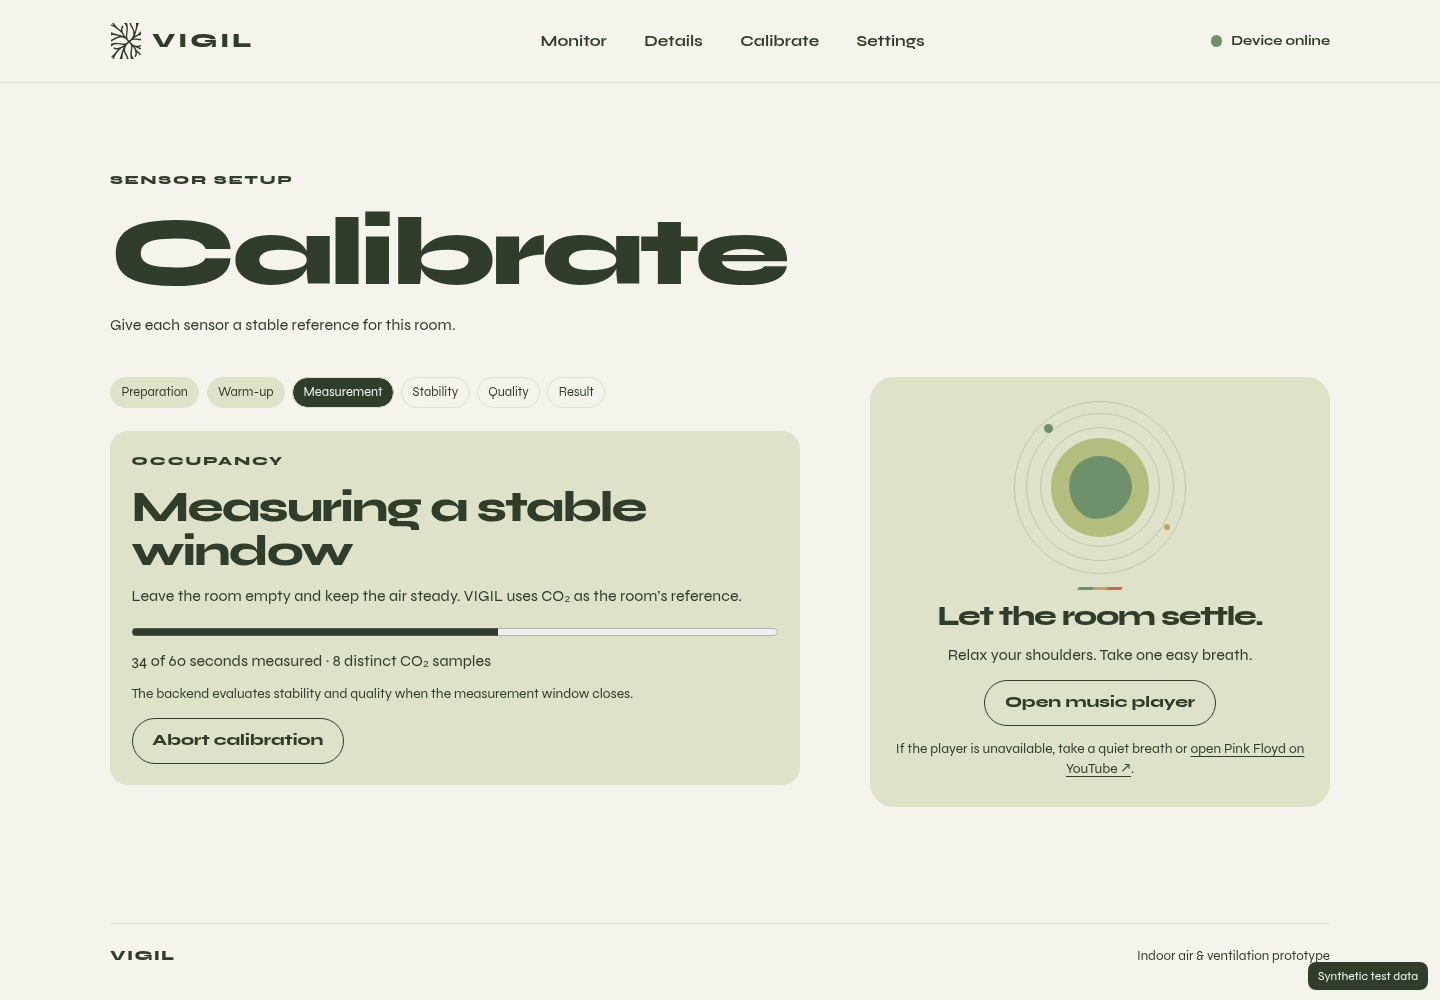 VIGIL
Monitor Details Calibrate Settings
Device online
SENSOR SETUP
Calibrate
Give each sensor a stable reference for this room.
Preparation Warm-up Measurement Stability Quality Result
OCCUPANCY
Measuring a stable
window
Leave the room empty and keep the air steady. VIGIL uses CO₂ as the room's reference.
34 of 60 seconds measured · 8 distinct CO₂ samples
The backend evaluates stability and quality when the measurement window closes.
Abort calibration
Let the room settle.
Relax your shoulders. Take one easy breath.
Open music player
If the player is unavailable, take a quiet breath or open Pink Floyd on
YouTube ↗.
VIGIL
Indoor air & ventilation prototype
Synthetic test data